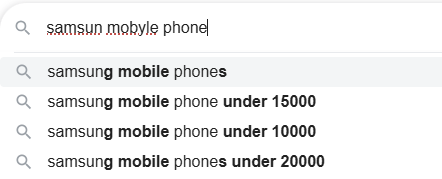 samsun mobyle phone
samsung mobile phones
samsung mobile phone under 15000
samsung mobile phone under 10000
samsung mobile phones under 20000